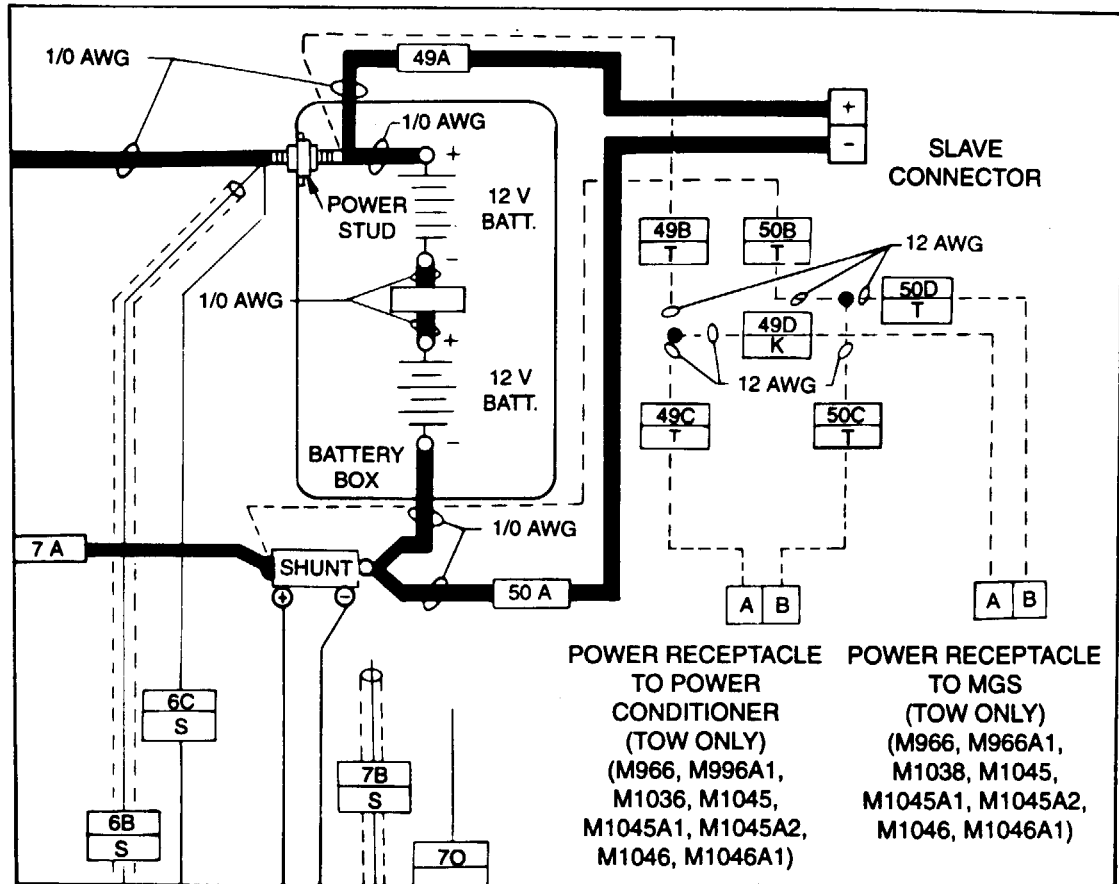 1/0 AWG
49A
1/0 AWG
+
-
SLAVE
CONNECTOR
+
POWER
STUD
12 V
BATT.
-
1/0 AWG
+
12 V
BATT.
-
BATTERY
BOX
49B
T
50B
T
12 AWG
50D
T
49D
K
12 AWG
49C
T
50C
T
1/0 AWG
7 A
SHUNT
+
-
50 A
A B
A B
POWER RECEPTACLE
TO POWER
CONDITIONER
(TOW ONLY)
(M966, M996A1,
M1036, M1045,
M1045A1, M1045A2,
M1046, M1046A1)
POWER RECEPTACLE
TO MGS
(TOW ONLY)
(M966, M966A1,
M1038, M1045,
M1045A1, M1045A2,
M1046, M1046A1)
6C
S
7B
S
6B
S
7O